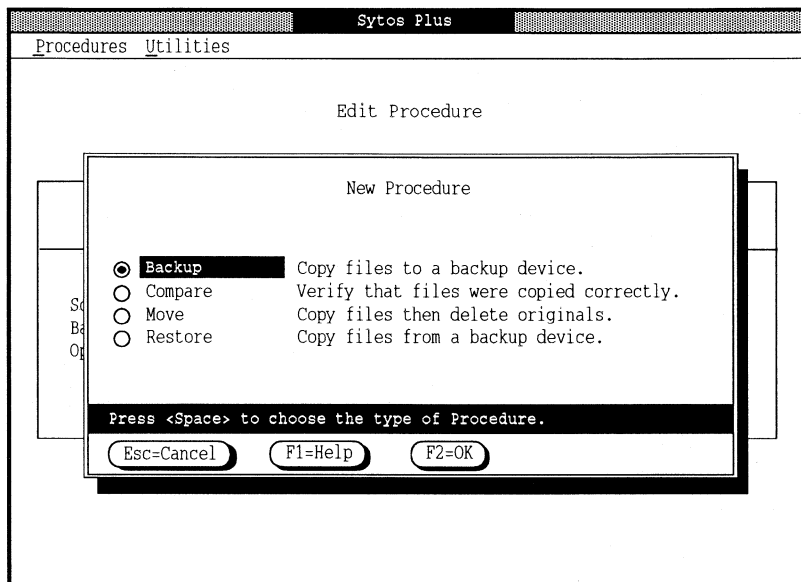 Sytos Plus
Procedures Utilities
Edit Procedure
New Procedure
Backup Copy files to a backup device.
Compare Verify that files were copied correctly.
Move Copy files then delete originals.
Restore Copy files from a backup device.
Press <Space> to choose the type of Procedure.
Esc=Cancel F1=Help F2=OK